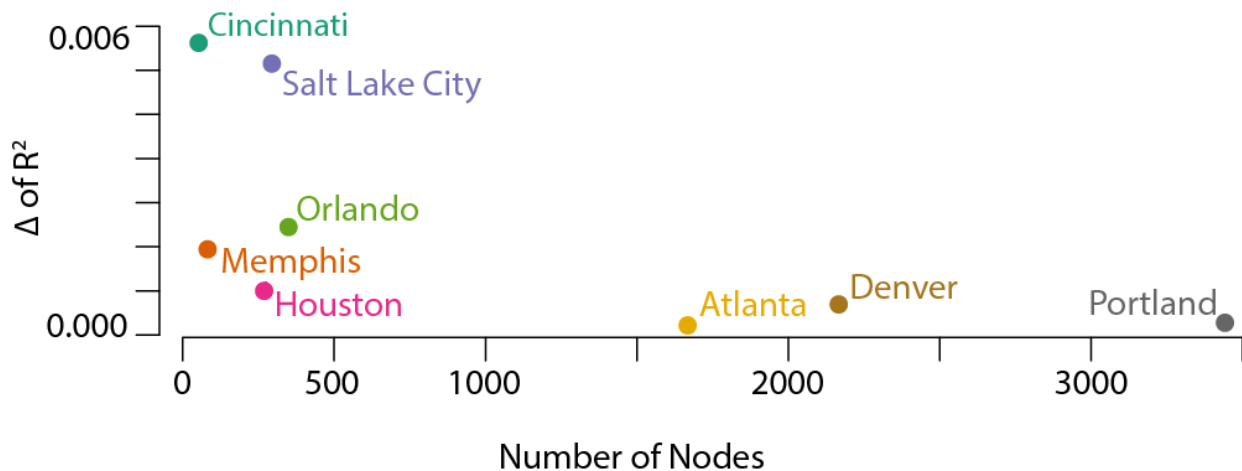 0.006
Cincinnati
Salt Lake City
Δ of R²
Orlando
Memphis
Houston
Atlanta
Denver
Portland
0.000
0
500
1000
2000
3000
Number of Nodes